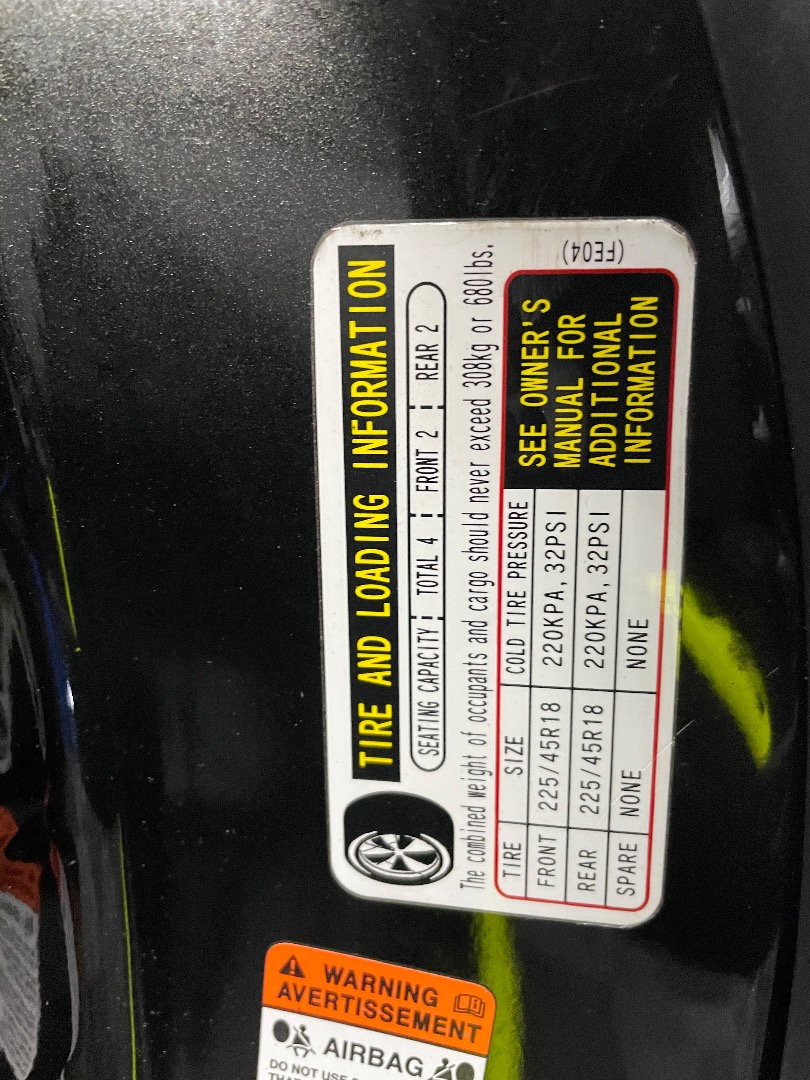 TIRE AND LOADING INFORMATION
SEATING CAPACITY TOTAL 4 FRONT 2 REAR 2
The combined weight of occupants and cargo should never exceed 308kg or 680lbs.
TIRE SIZE COLD TIRE PRESSURE
FRONT 225/45R18 220KPA, 32PSI
REAR 225/45R18 220KPA, 32PSI
SPARE NONE NONE
SEE OWNER'S
MANUAL FOR
ADDITIONAL
INFORMATION
(FE04)
WARNING
AVERTISSEMENT
AIRBAG
DO NOT USE